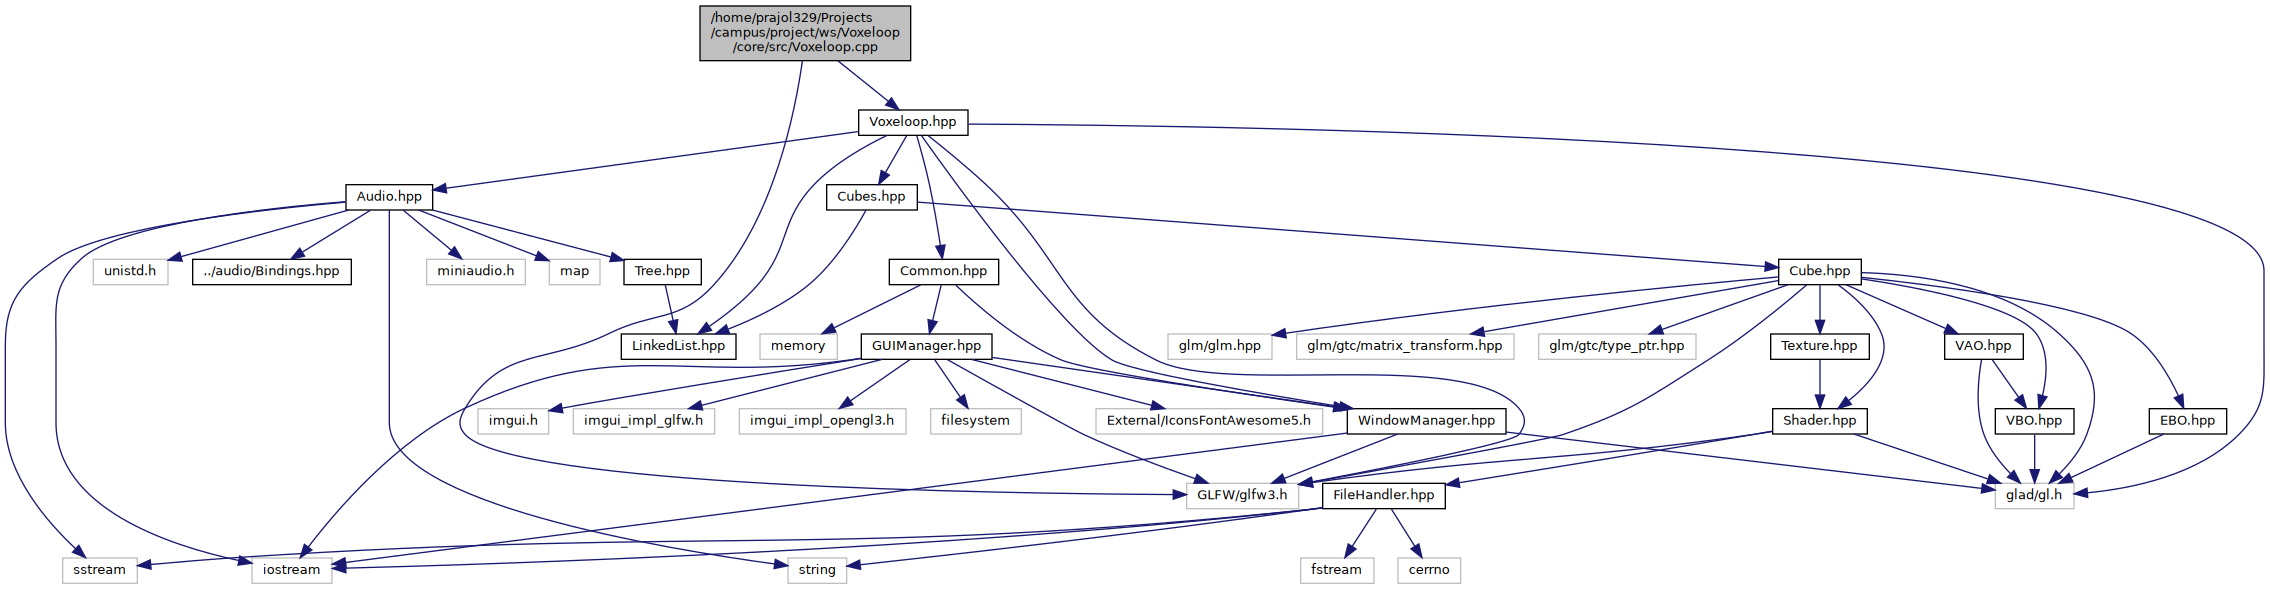 /home/prajol329/Projects
/campus/project/ws/Voxeloop
/core/src/Voxeloop.cpp
Voxeloop.hpp
Audio.hpp
Cubes.hpp
unistd.h
../audio/Bindings.hpp
miniaudio.h
map
Tree.hpp
Common.hpp
Cube.hpp
LinkedList.hpp
memory
GUIManager.hpp
glm/glm.hpp
glm/gtc/matrix_transform.hpp
glm/gtc/type_ptr.hpp
Texture.hpp
VAO.hpp
imgui.h
imgui_impl_glfw.h
imgui_impl_opengl3.h
filesystem
External/IconsFontAwesome5.h
WindowManager.hpp
Shader.hpp
VBO.hpp
EBO.hpp
GLFW/glfw3.h
FileHandler.hpp
glad/gl.h
sstream
iostream
string
fstream
cerrno